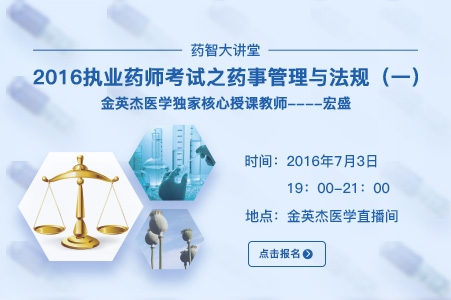 药智大讲堂
2016执业药师考试之药事管理与法规（一）
金英杰医学独家核心授课教师----宏盛
时间：2016年7月3日
19：00-21：00
地点：金英杰医学直播间
点击报名